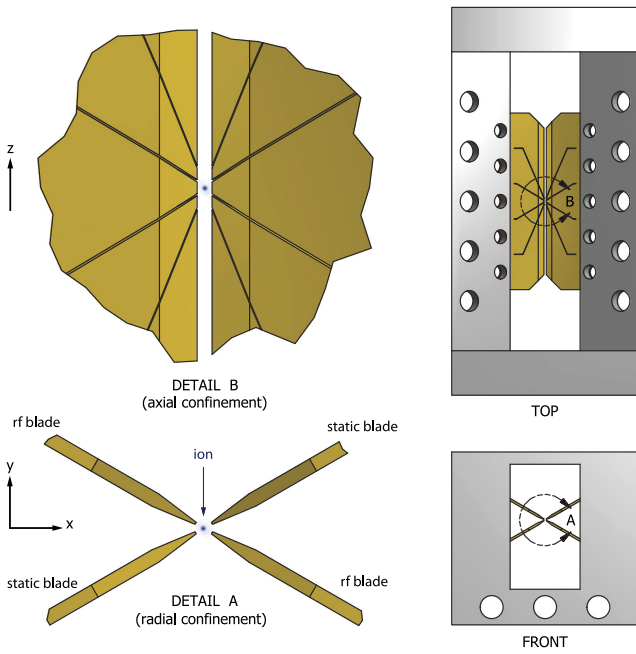 z
B
DETAIL B
(axial confinement)
TOP
rf blade
static blade
ion
y
x
A
static blade
rf blade
DETAIL A
(radial confinement)
FRONT